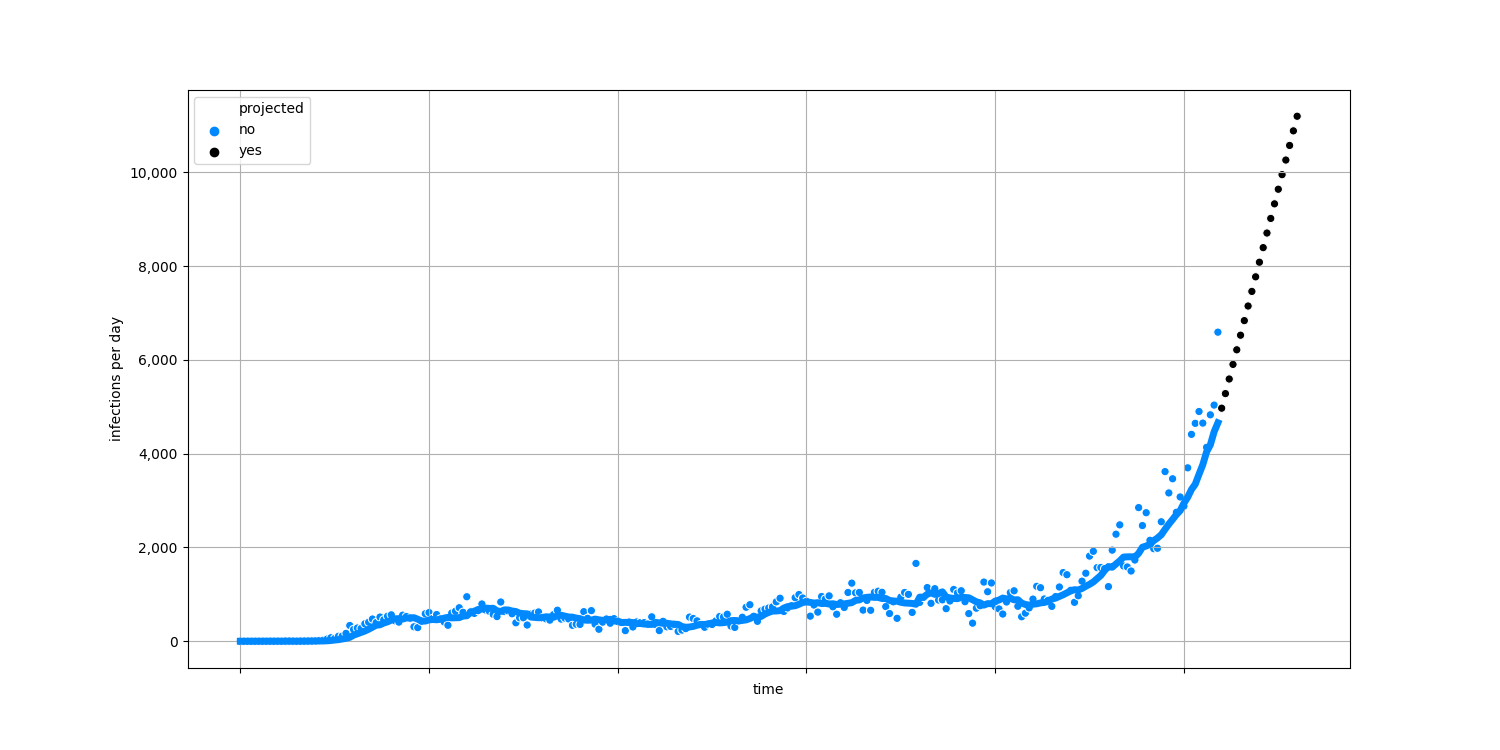 projected
no
yes
10,000
8,000
6,000
4,000
2,000
0
infections per day
time